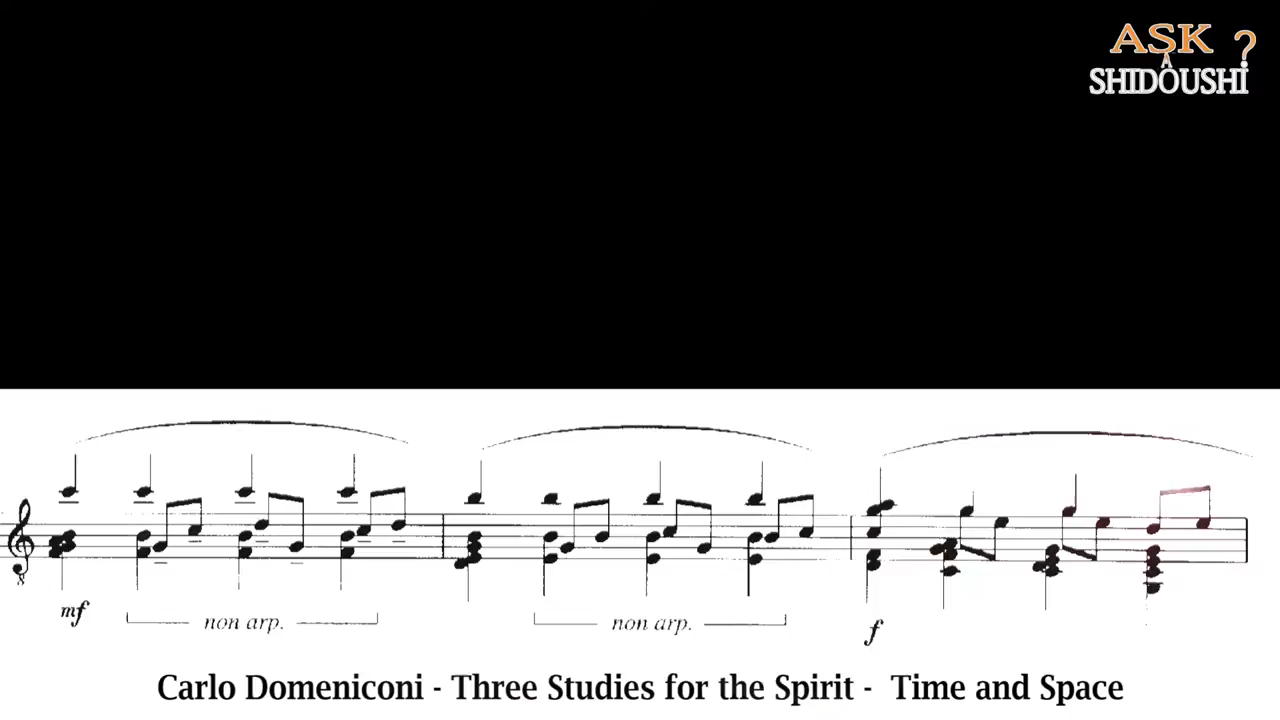 ASK ?
A
SHIDOUSHI
mf
non arp.
non arp.
f
Carlo Domeniconi - Three Studies for the Spirit - Time and Space